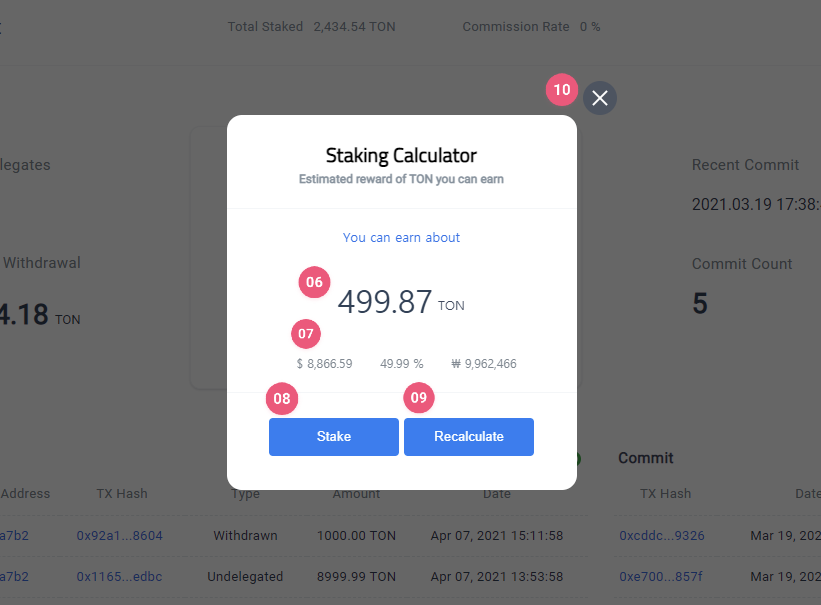 Total Staked 2,434.54 TON Commission Rate 0 %
10
Staking Calculator
Estimated reward of TON you can earn
legates
Recent Commit
2021.03.19 17:38:
You can earn about
Withdrawal
Commit Count
06
499.87 TON
4.18 TON
5
07
$ 8,866.59 49.99 % ₩ 9,962,466
08
09
Stake Recalculate
Commit
Address TX Hash Type Amount Date TX Hash Date
a7b2 0x92a1...8604 Withdrawn 1000.00 TON Apr 07, 2021 15:11:58 0xcddc...9326 Mar 19, 202
a7b2 0x1165...edbc Undelegated 8999.99 TON Apr 07, 2021 13:53:58 0xe700...857f Mar 19, 202